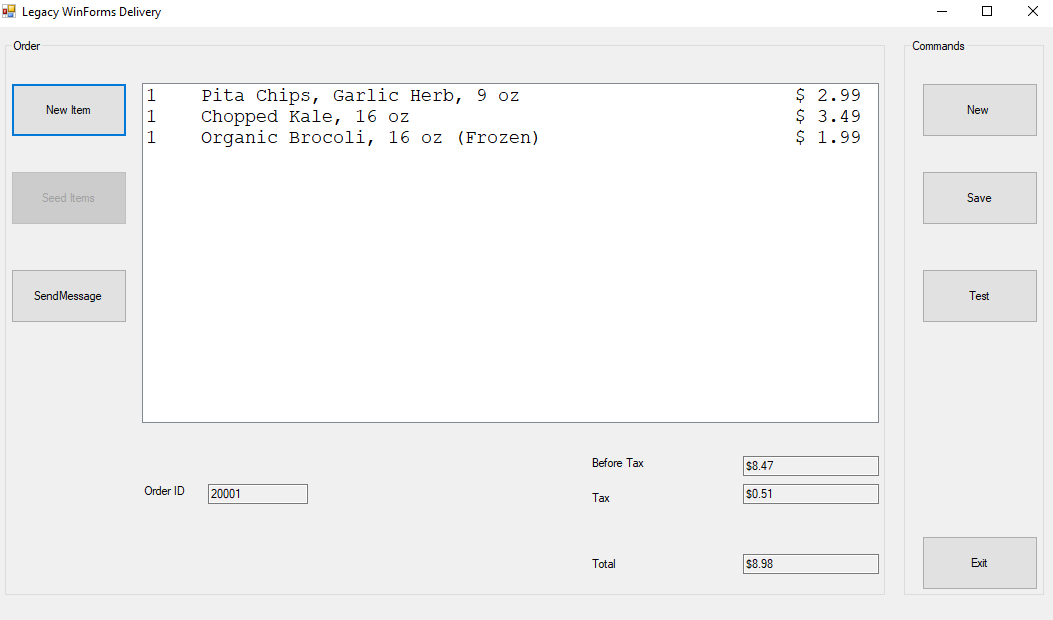 Legacy WinForms Delivery
Order
Commands
New Item
1 Pita Chips, Garlic Herb, 9 oz $ 2.99
1 Chopped Kale, 16 oz $ 3.49
1 Organic Brocoli, 16 oz (Frozen) $ 1.99
New
Seed Items
Save
SendMessage
Test
Before Tax $8.47
Order ID 20001
Tax $0.51
Total $8.98
Exit